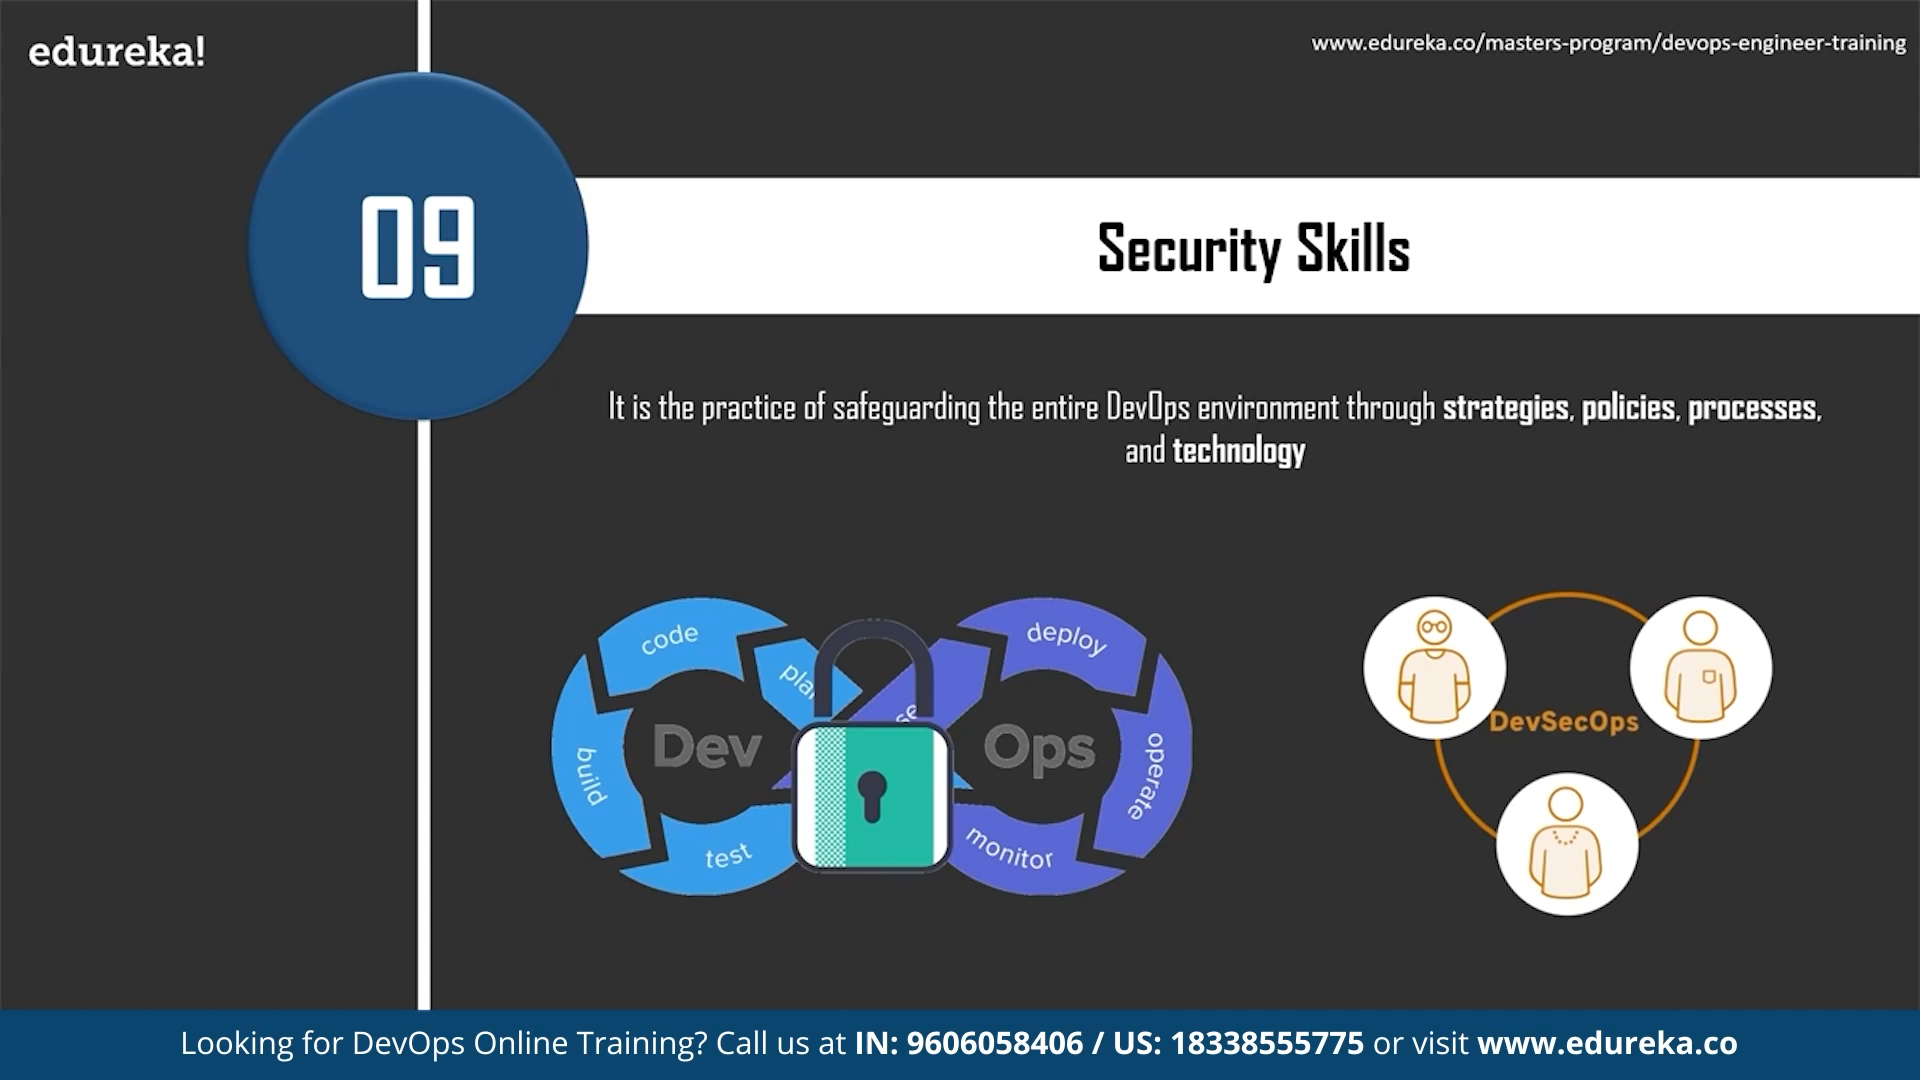 edureka!
www.edureka.co/masters-program/devops-engineer-training
09
Security Skills
It is the practice of safeguarding the entire DevOps environment through strategies, policies, processes,
and technology
code
build
test
Dev
deploy
operate
monitor
Ops
DevSecOps
Looking for DevOps Online Training? Call us at IN: 9606058406 / US: 18338555775 or visit www.edureka.co